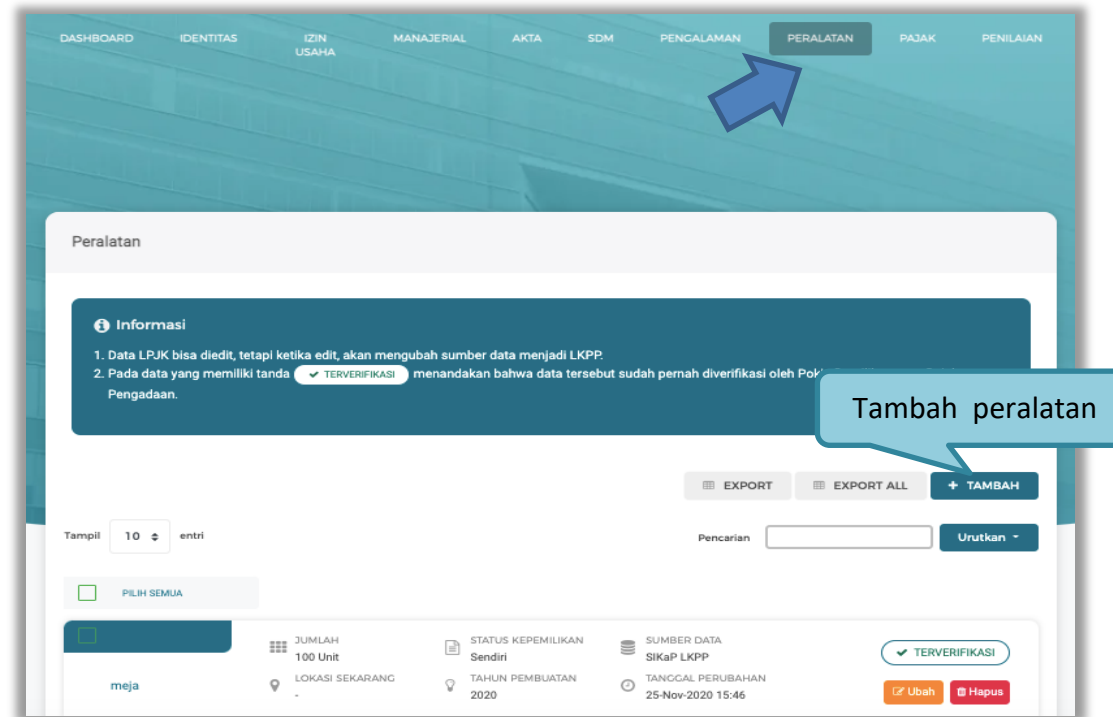 DASHBOARD IDENTITAS IZIN USAHA MANAJERIAL AKTA SDM PENGALAMAN PERALATAN PAJAK PENILAIAN
Peralatan
Informasi
1. Data LPJK bisa diedit, tetapi ketika edit, akan mengubah sumber data menjadi LKPP.
2. Pada data yang memiliki tanda TERVERIFIKASI menandakan bahwa data tersebut sudah pernah diverifikasi oleh
Pengadaan.
Tambah peralatan
EXPORT EXPORT ALL + TAMBAH
Tampil 10 entri Pencarian Urutkan
PILIH SEMUA
JUMLAH STATUS KEPEMILIKAN SUMBER DATA
100 Unit Sendiri SIKaP LKPP TERVERIFIKASI
LOKASI SEKARANG TAHUN PEMBUATAN TANGGAL PERUBAHAN
meja - 2020 25-Nov-2020 15:46 Ubah Hapus